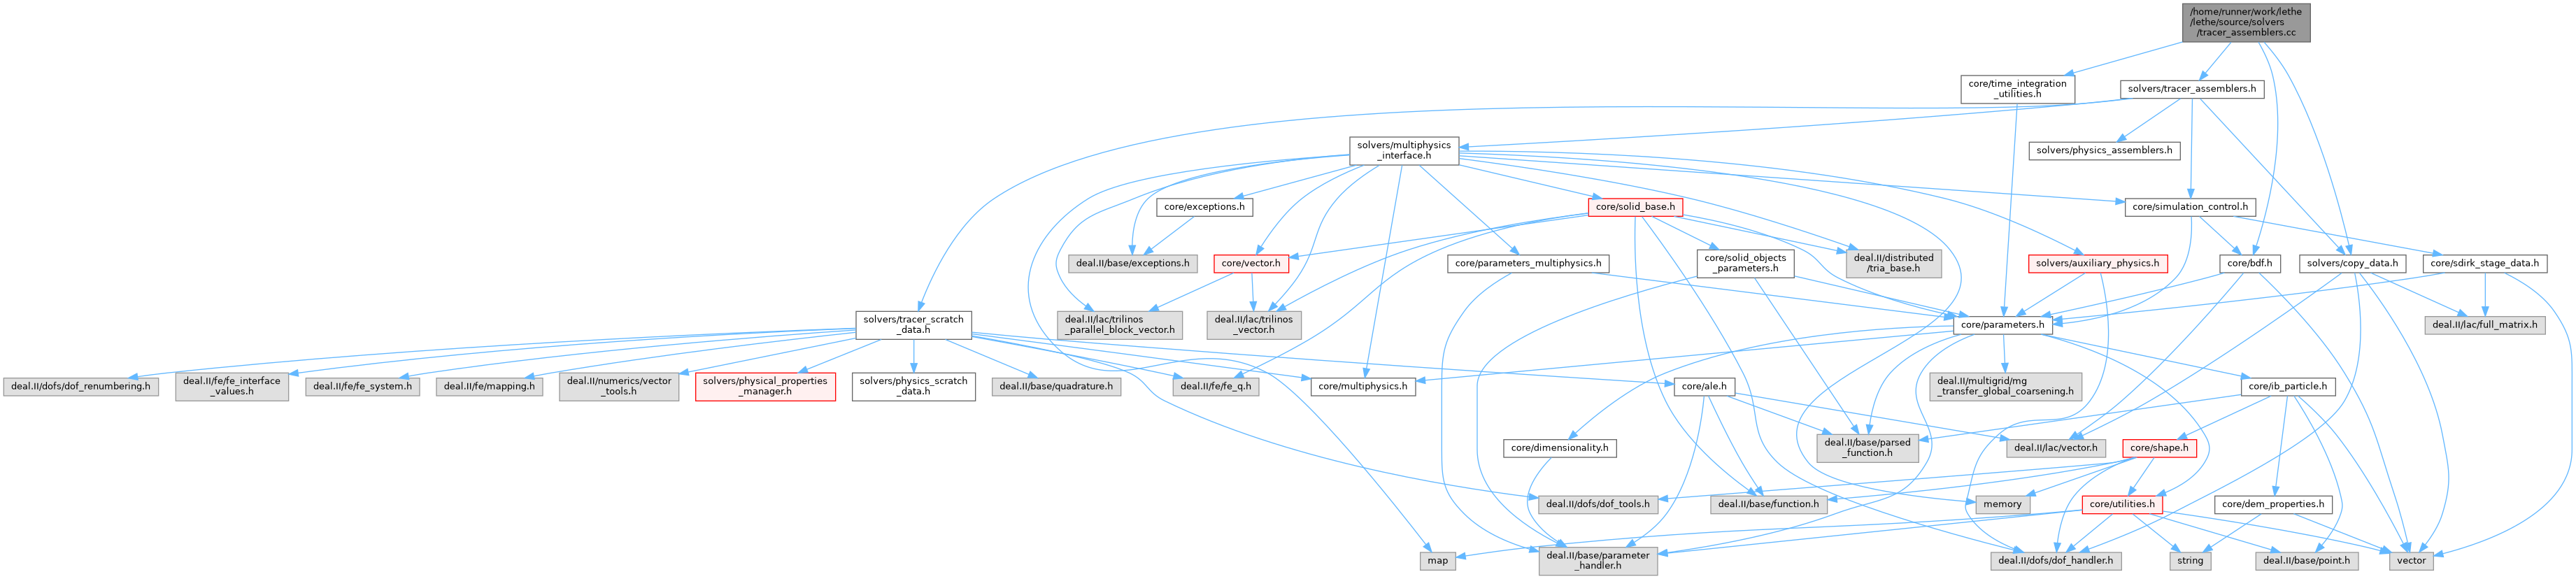 /home/runner/work/lethe
/lethe/source/solvers
/tracer_assemblers.cc
core/time_integration
_utilities.h
solvers/tracer_assemblers.h
solvers/multiphysics
_interface.h
solvers/physics_assemblers.h
core/exceptions.h
core/solid_base.h
core/simulation_control.h
deal.II/base/exceptions.h
core/vector.h
core/parameters_multiphysics.h
core/solid_objects
_parameters.h
deal.II/distributed
/tria_base.h
solvers/auxiliary_physics.h
core/bdf.h
solvers/copy_data.h
core/sdirk_stage_data.h
solvers/tracer_scratch
_data.h
deal.II/lac/trilinos
_parallel_block_vector.h
deal.II/lac/trilinos
_vector.h
core/parameters.h
deal.II/lac/full_matrix.h
deal.II/dofs/dof_renumbering.h
deal.II/fe/fe_interface
_values.h
deal.II/fe/fe_system.h
deal.II/fe/mapping.h
deal.II/numerics/vector
_tools.h
solvers/physical_properties
_manager.h
solvers/physics_scratch
_data.h
deal.II/base/quadrature.h
deal.II/fe/fe_q.h
core/multiphysics.h
core/ale.h
deal.II/multigrid/mg
_transfer_global_coarsening.h
core/ib_particle.h
core/dimensionality.h
deal.II/base/parsed
_function.h
deal.II/lac/vector.h
core/shape.h
deal.II/dofs/dof_tools.h
deal.II/base/function.h
memory
core/utilities.h
core/dem_properties.h
map
deal.II/base/parameter
_handler.h
deal.II/dofs/dof_handler.h
string
deal.II/base/point.h
vector